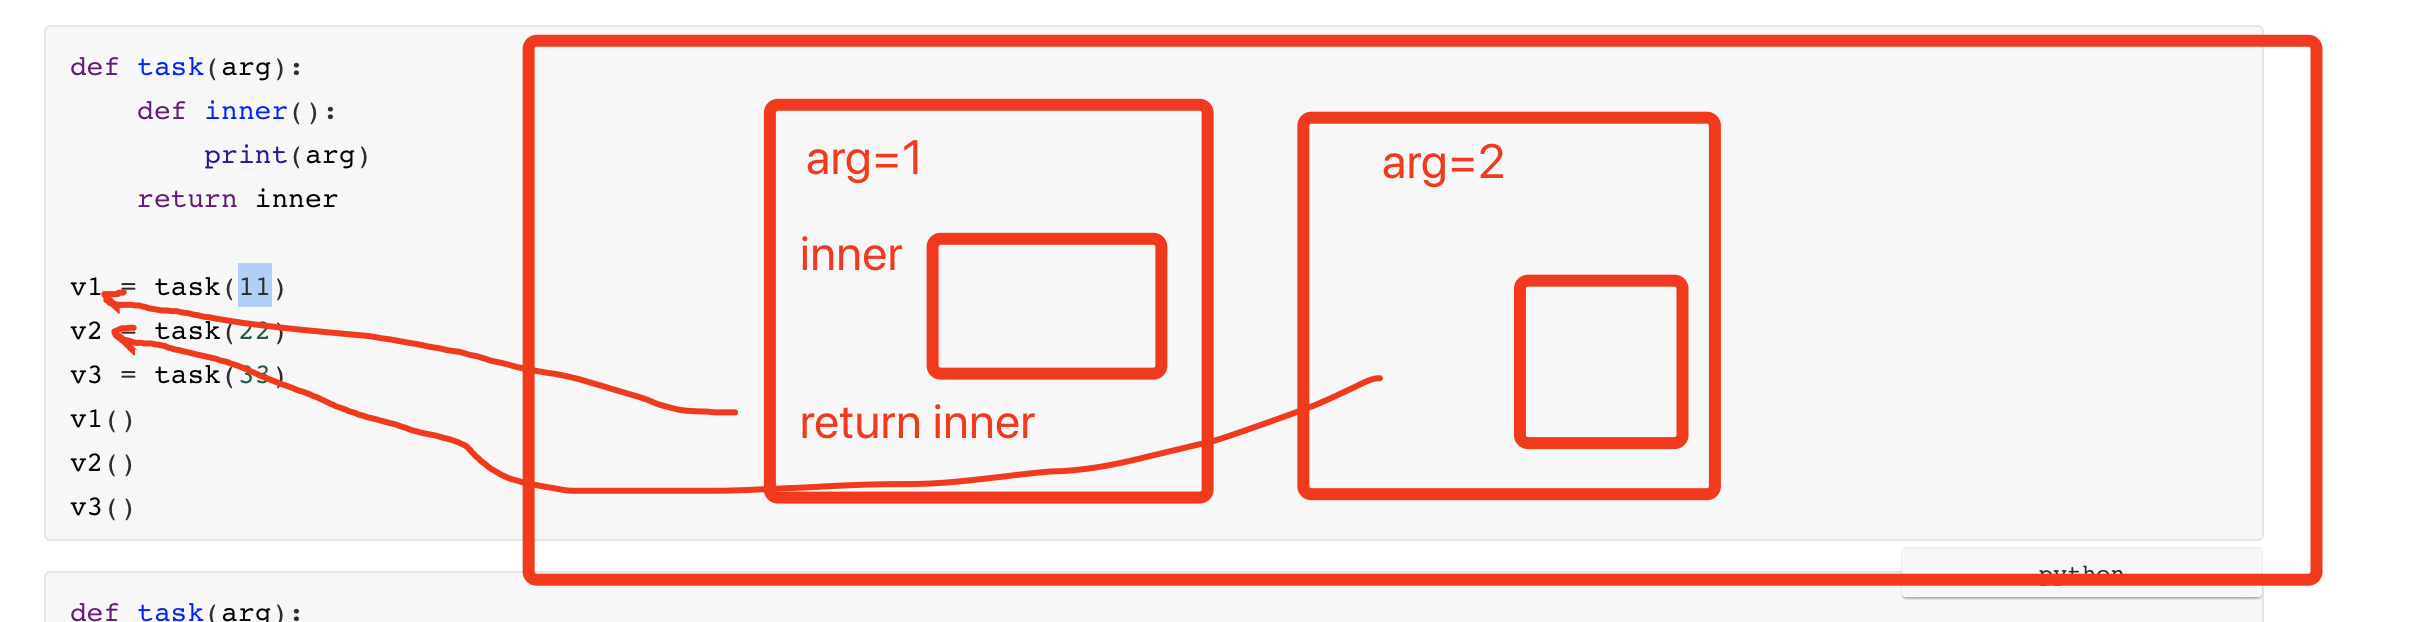 def task(arg):
    def inner():
        print(arg)
    return inner
v1 = task(11)
v2 = task(22)
v3 = task(33)
v1()
v2()
v3()
arg=1
inner
return inner
arg=2
python
def task(arg):